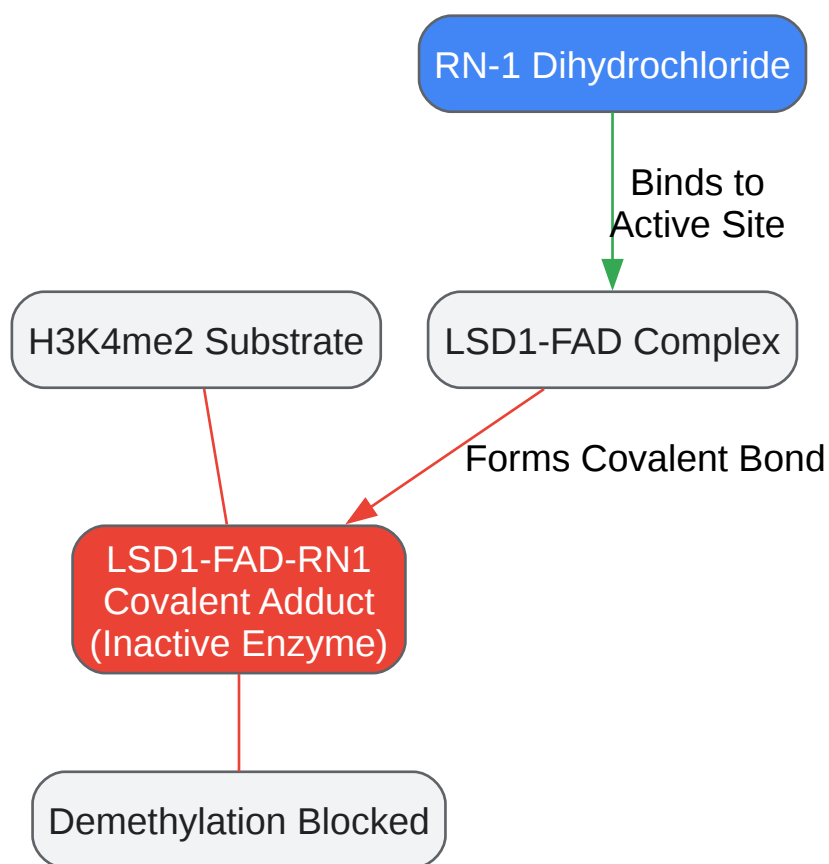 RN-1 Dihydrochloride
Binds to
Active Site
H3K4me2 Substrate
LSD1-FAD Complex
Forms Covalent Bond
LSD1-FAD-RN1
Covalent Adduct
(Inactive Enzyme)
Demethylation Blocked